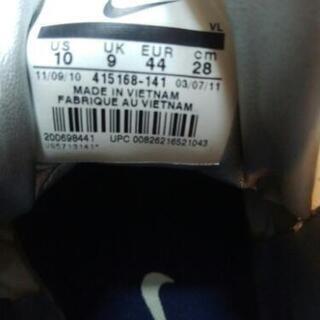 VL
US UK EUR cm
10 9 44 28
11/09/10 415168-141 03/07/11
MADE IN VIETNAM
FABRIQUE AU VIETNAM
200698441 UPC 00826216521043